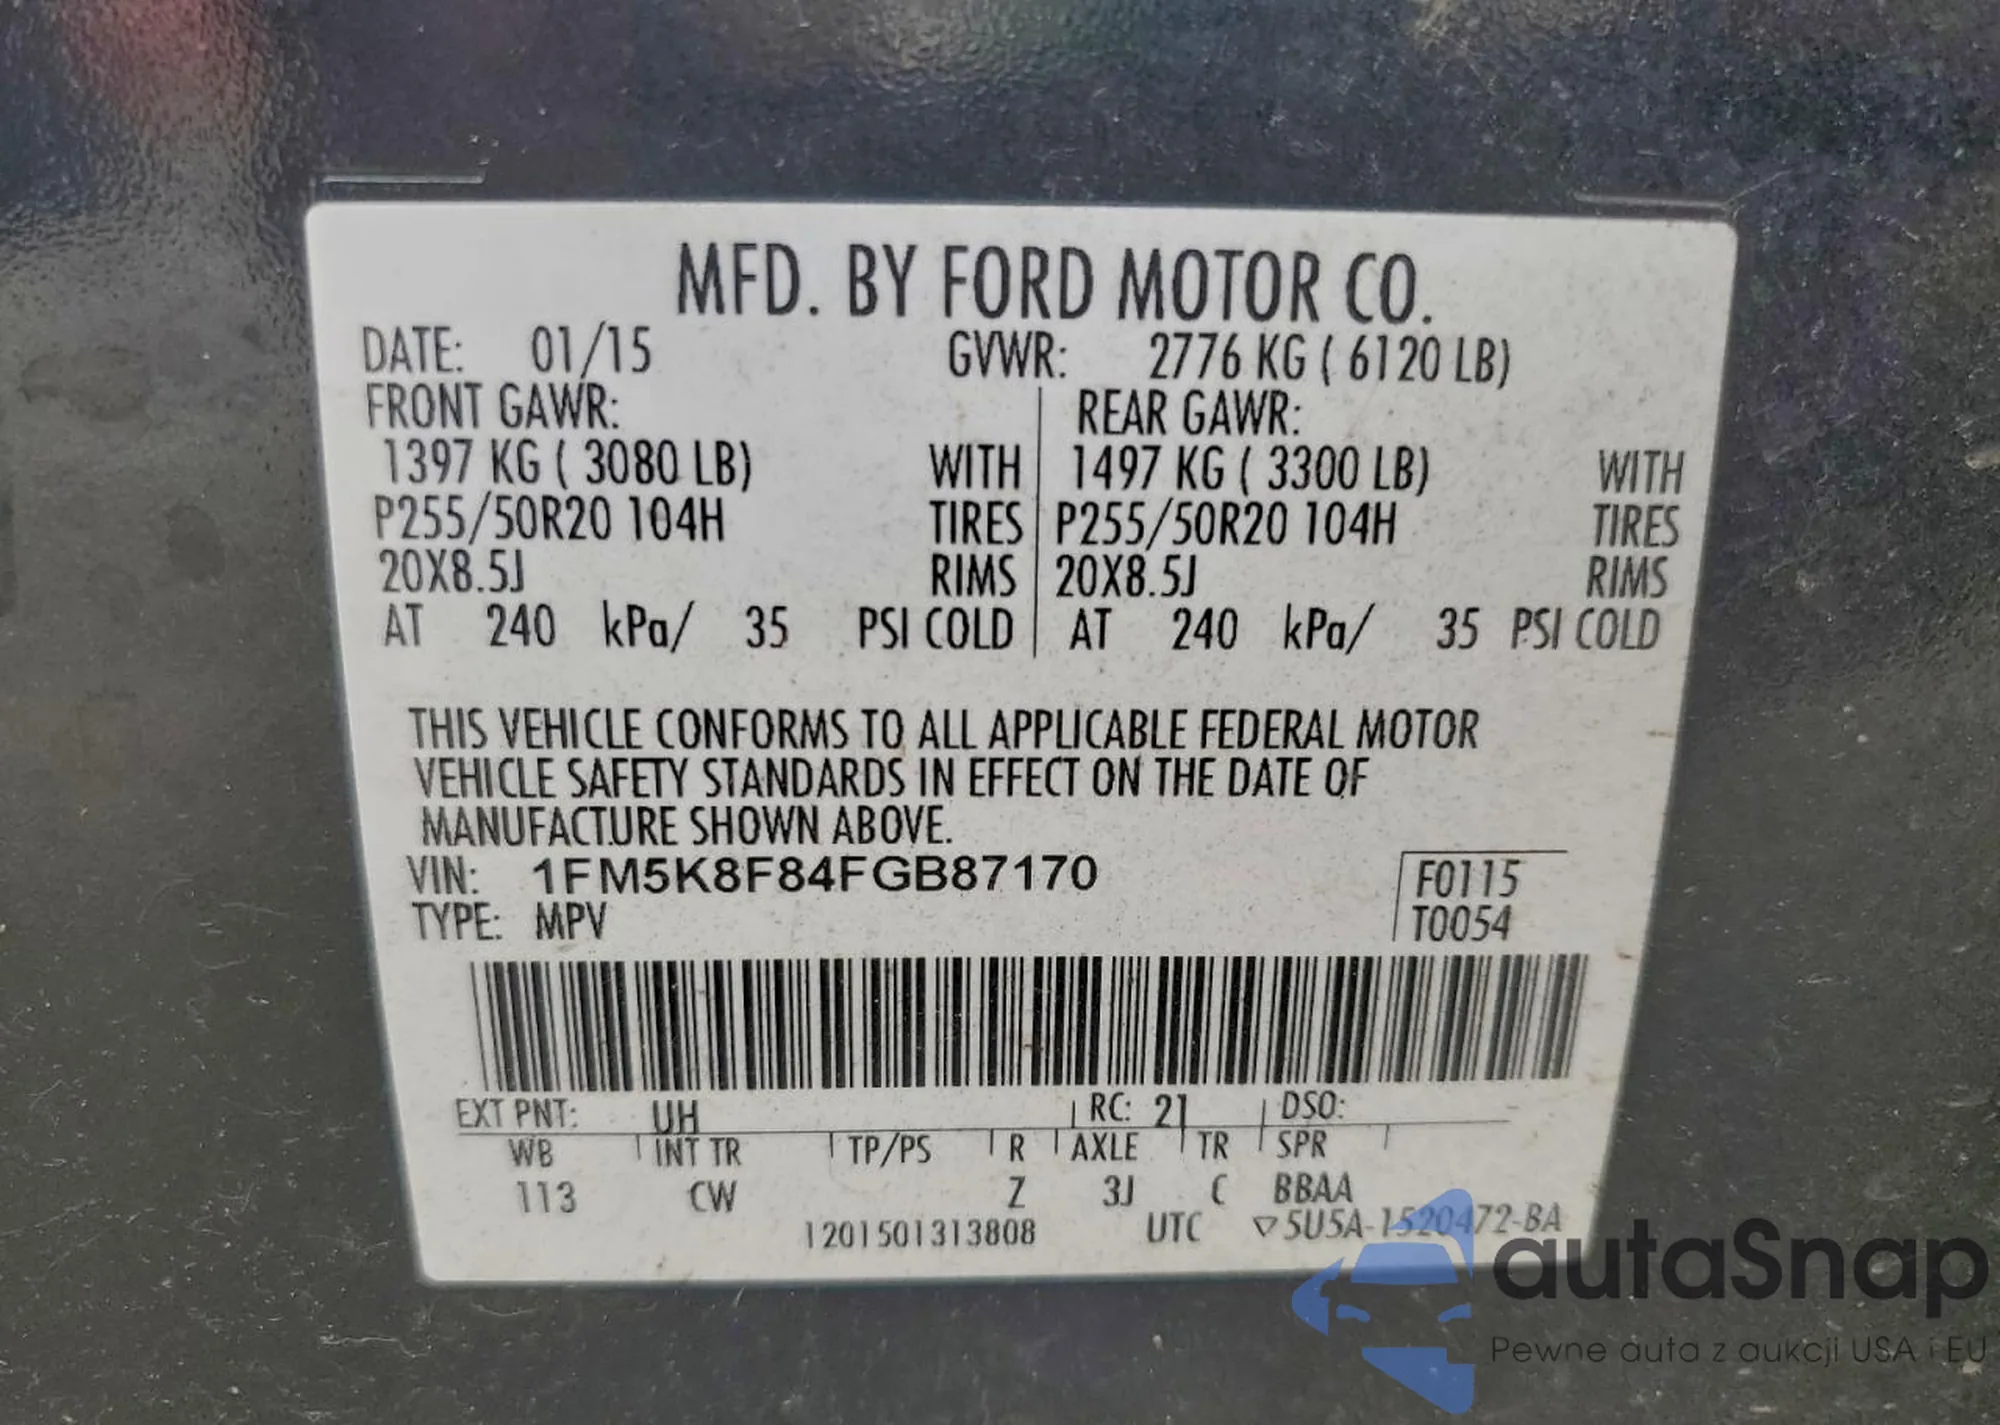 MFD. BY FORD MOTOR CO.
DATE: 01/15 GVWR: 2776 KG ( 6120 LB)
FRONT GAWR: REAR GAWR:
1397 KG ( 3080 LB) WITH 1497 KG ( 3300 LB) WITH
P255/50R20 104H TIRES P255/50R20 104H TIRES
20X8.5J RIMS 20X8.5J RIMS
AT 240 kPa/ 35 PSI COLD AT 240 kPa/ 35 PSI COLD
THIS VEHICLE CONFORMS TO ALL APPLICABLE FEDERAL MOTOR
VEHICLE SAFETY STANDARDS IN EFFECT ON THE DATE OF
MANUFACTURE SHOWN ABOVE.
VIN: 1FM5K8F84FGB87170 F0115
TYPE: MPV T0054
EXT PNT: UH RC: 21 DSO:
WB INT TR TP/PS R AXLE TR SPR
113 CW Z 3J C BBAA
1201501313808 UTC ▽5U5A-1520472-BA
autaSnap
Pewne auta z aukcji USA i EU